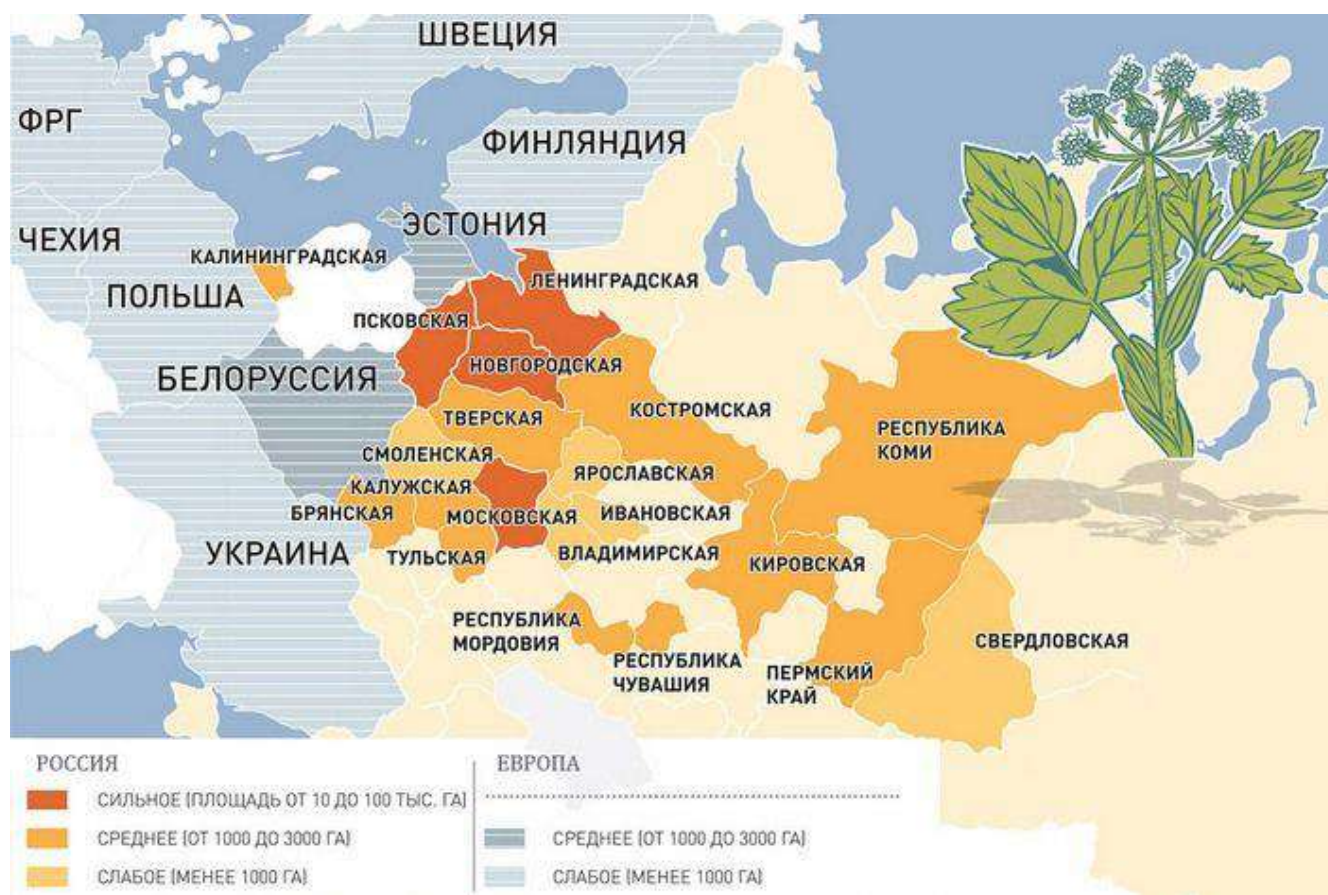 ШВЕЦИЯ
ФРГ
ФИНЛЯНДИЯ
ЭСТОНИЯ
ЧЕХИЯ
КАЛИНИНГРАДСКАЯ
ЛЕНИНГРАДСКАЯ
ПОЛЬША
ПСКОВСКАЯ
НОВГОРОДСКАЯ
БЕЛОРУССИЯ
КОСТРОМСКАЯ
ТВЕРСКАЯ
РЕСПУБЛИКА
КОМИ
СМОЛЕНСКАЯ
ЯРОСЛАВСКАЯ
КАЛУЖСКАЯ
БРЯНСКАЯ
МОСКОВСКАЯ
ИВАНОВСКАЯ
УКРАИНА
ТУЛЬСКАЯ
ВЛАДИМИРСКАЯ
КИРОВСКАЯ
РЕСПУБЛИКА
МОРДОВИЯ
СВЕРДЛОВСКАЯ
РЕСПУБЛИКА
ЧУВАШИЯ
ПЕРМСКИЙ
КРАЙ
РОССИЯ
СИЛЬНОЕ (ПЛОЩАДЬ ОТ 10 ДО 100 ТЫС. ГА)
СРЕДНЕЕ (ОТ 1000 ДО 3000 ГА)
СЛАБОЕ (МЕНЕЕ 1000 ГА)
ЕВРОПА
СРЕДНЕЕ (ОТ 1000 ДО 3000 ГА)
СЛАБОЕ (МЕНЕЕ 1000 ГА)